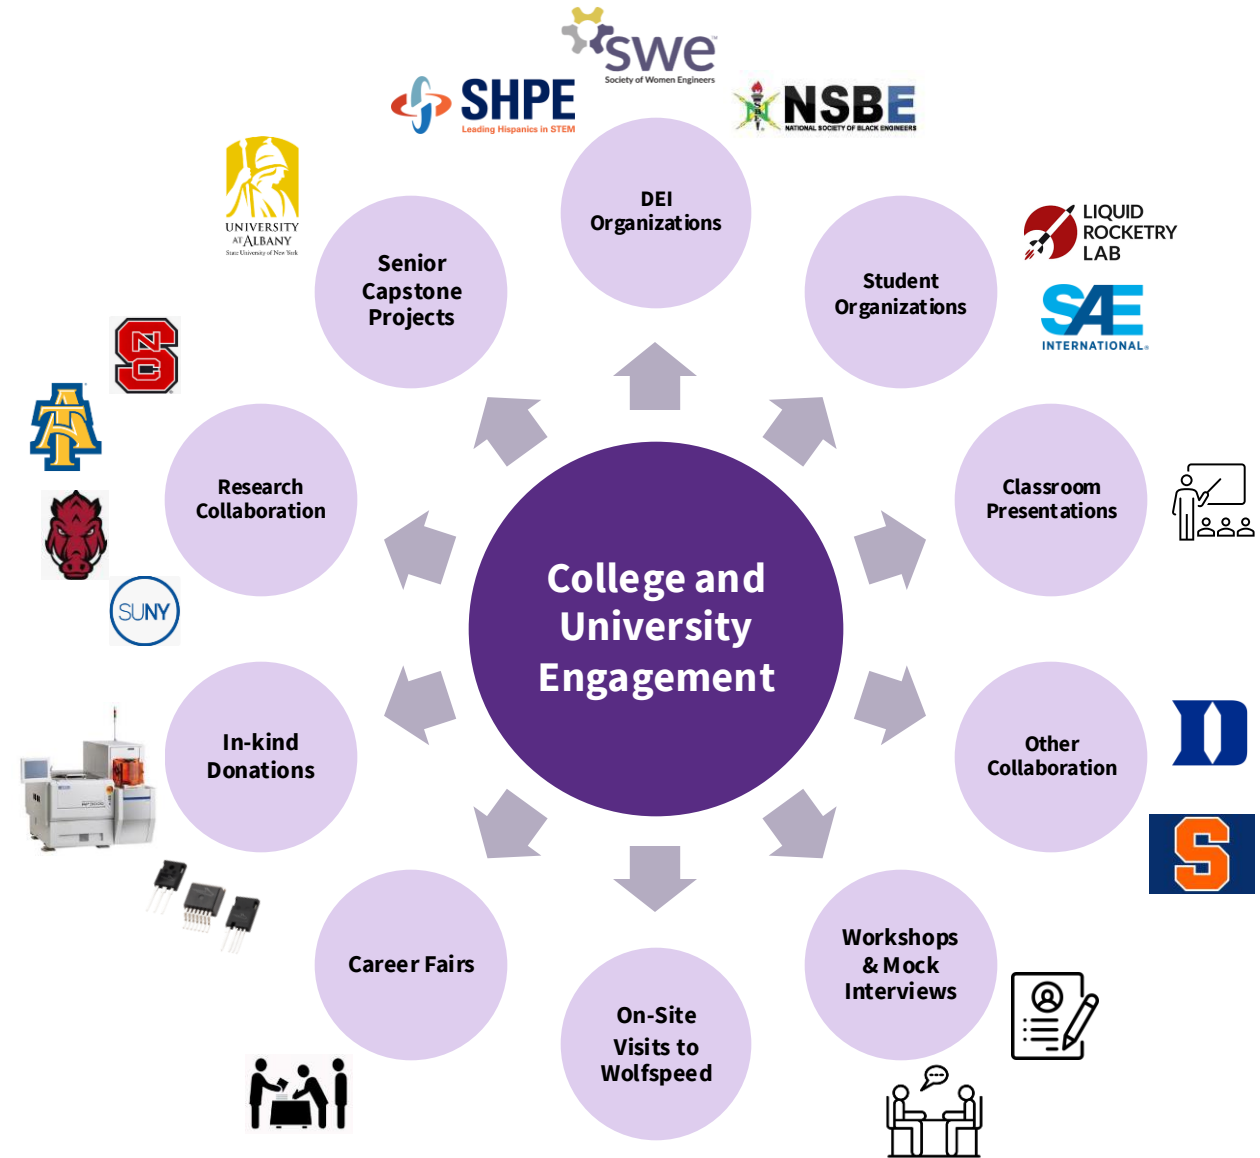 swe
Society of Women Engineers
SHPE
Leading Hispanics in STEM
NSBE
NATIONAL SOCIETY OF BLACK ENGINEERS
UNIVERSITY
AT ALBANY
State University of New York
DEI
Organizations
Senior
Capstone
Projects
Student
Organizations
LIQUID
ROCKETRY
LAB
SAE
INTERNATIONAL®
NC
S
AT
Research
Collaboration
SUNY
Classroom
Presentations
College and
University
Engagement
In-kind
Donations
Other
Collaboration
D
S
Career Fairs
On-Site
Visits to
Wolfspeed
Workshops
& Mock
Interviews